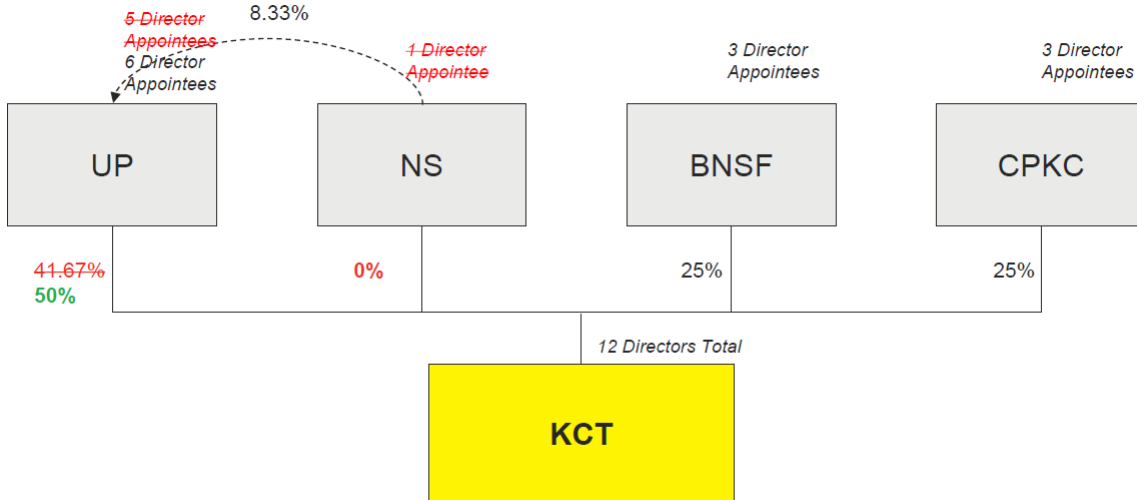 5 Director
Appointees
6 Director
Appointees
8.33%
1 Director
Appointee
3 Director
Appointees
3 Director
Appointees
UP
NS
BNSF
CPKC
41.67%
50%
0%
25%
25%
12 Directors Total
KCT